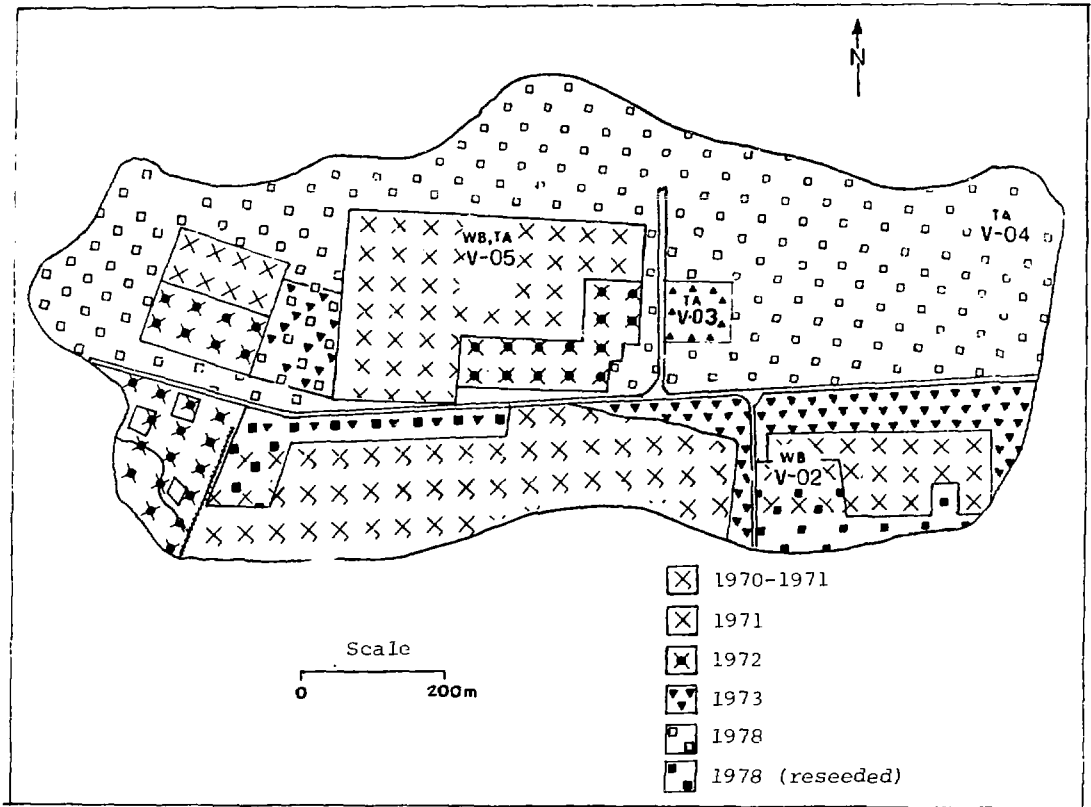 N
TA
V-04
WB,TA
V-05
TA
V-03
WB
V-02
1970-1971
1971
1972
1973
1978
1978 (reseeded)
Scale
0 200m